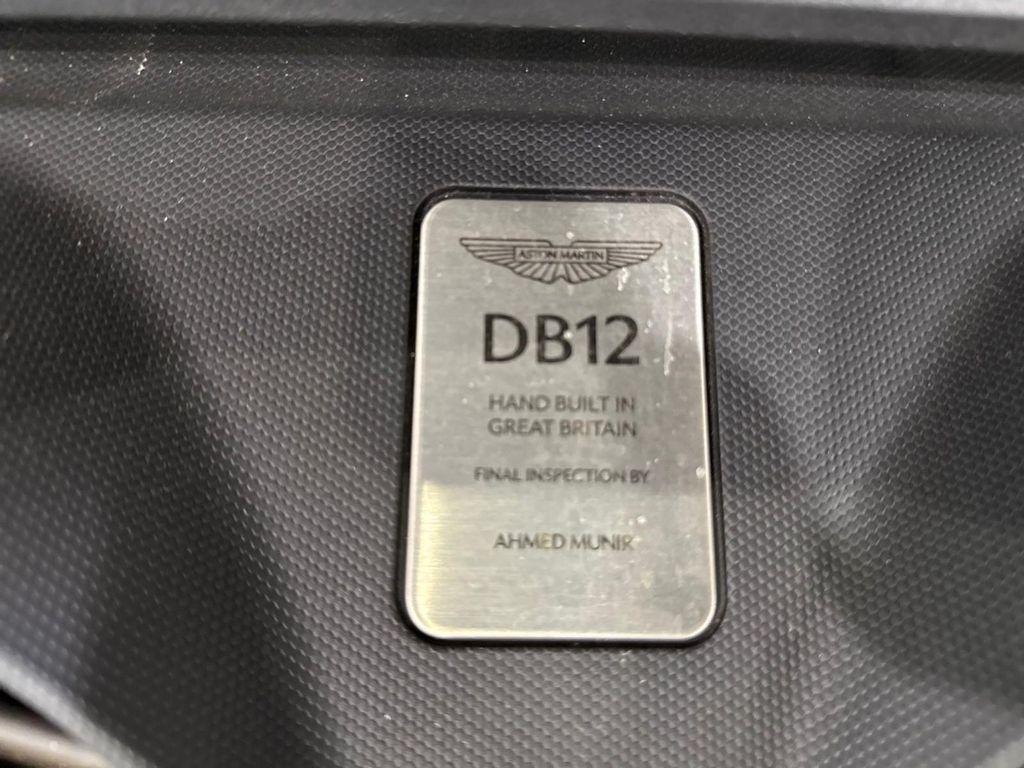 ASTON MARTIN
DB12
HAND BUILT IN
GREAT BRITAIN
FINAL INSPECTION BY
AHMED MUNIR